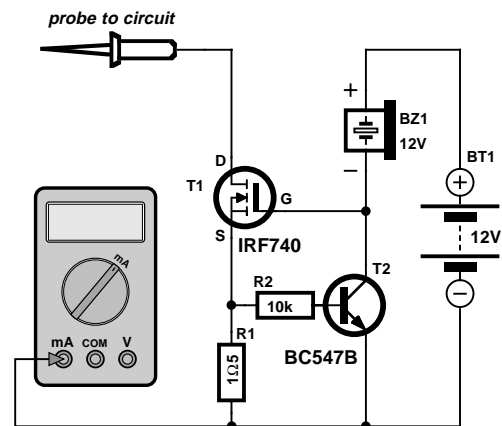 probe to circuit
+
BZ1
12V
–
BT1
+
12V
–
D
T1
G
S
IRF740
T2
R2
10k
BC547B
R1
1Ω5
mA
mA
COM
V